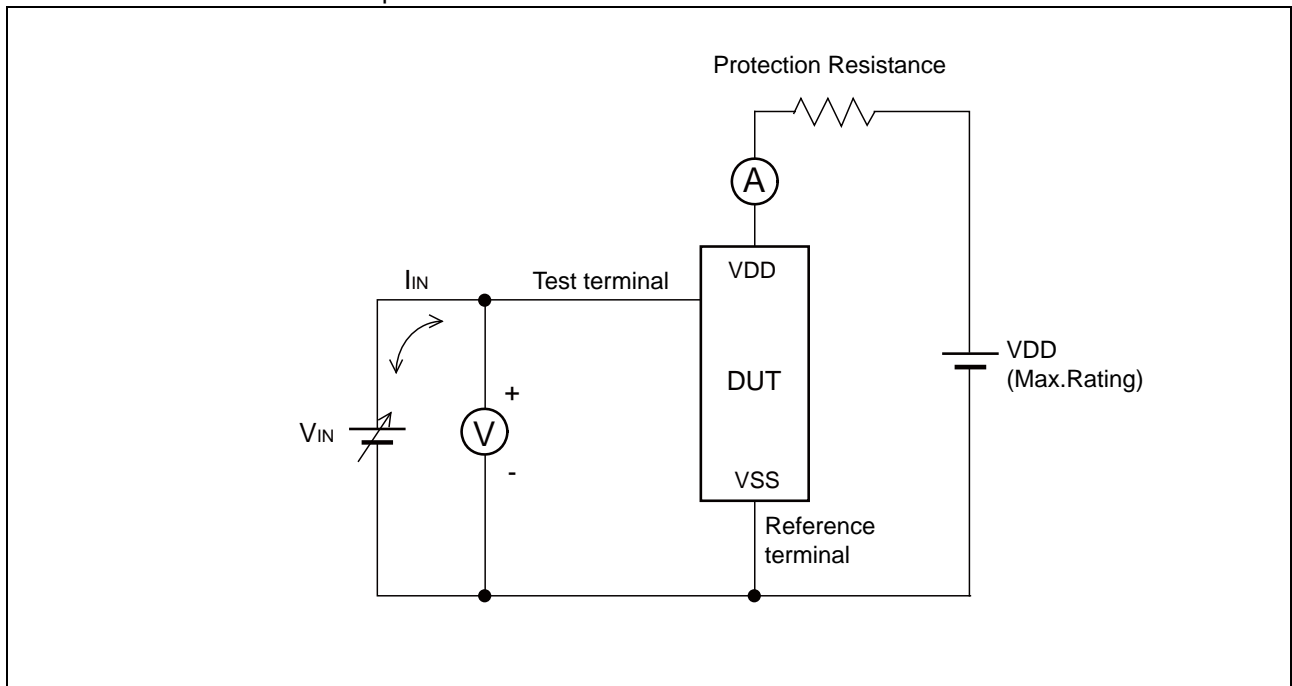 Protection Resistance
A
IIN
Test terminal
VDD
VDD
(Max.Rating)
DUT
VIN
+
V
-
VSS
Reference
terminal